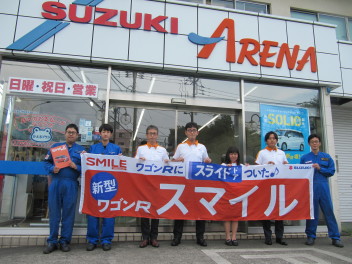 SUZUKI ARENA
日曜・祝日・営業
SOLIO
SMILE
ワゴンRに
スライドドア
ついた♪
SUZUKI
新型
ワゴンR
スマイル